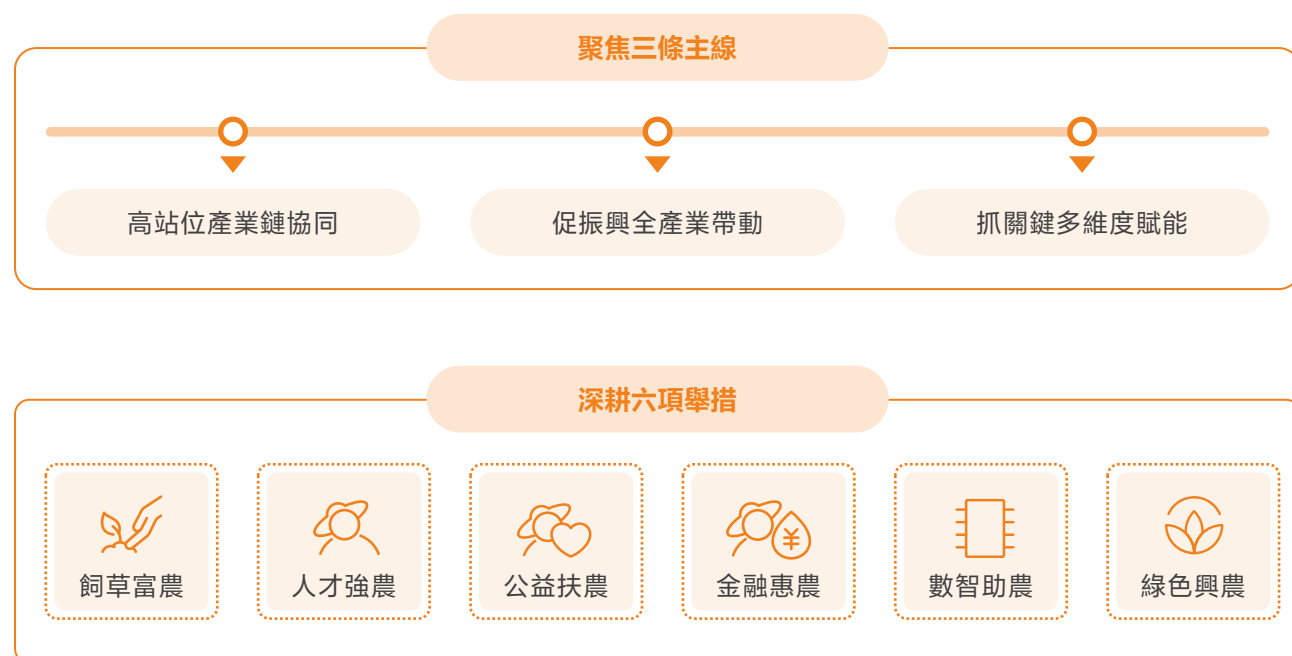 聚焦三條主線
高站位產業鏈協同
促振興全產業帶動
抓關鍵多維度賦能
深耕六項舉措
飼草富農
人才強農
公益扶農
金融惠農
數智助農
綠色興農